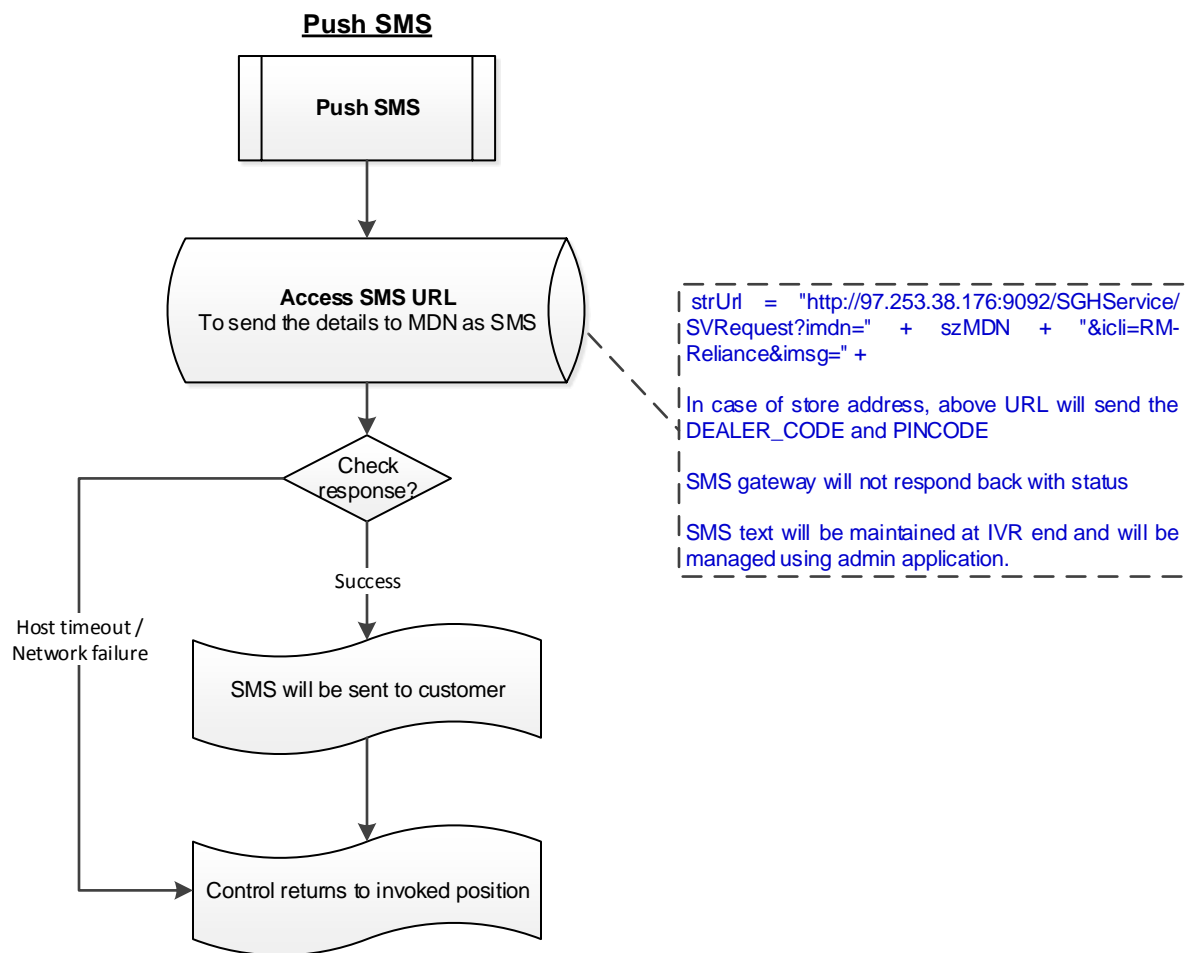 Push SMS
Push SMS
Access SMS URL
To send the details to MDN as SMS
strUrl = "http://97.253.38.176:9092/SGHService/
SVRequest?imdn=" + szMDN + "&icli=RM-
Reliance&imsg=" +
In case of store address, above URL will send the
DEALER_CODE and PINCODE
SMS gateway will not respond back with status
SMS text will be maintained at IVR end and will be
managed using admin application.
Check
response?
Success
Host timeout /
Network failure
SMS will be sent to customer
Control returns to invoked position